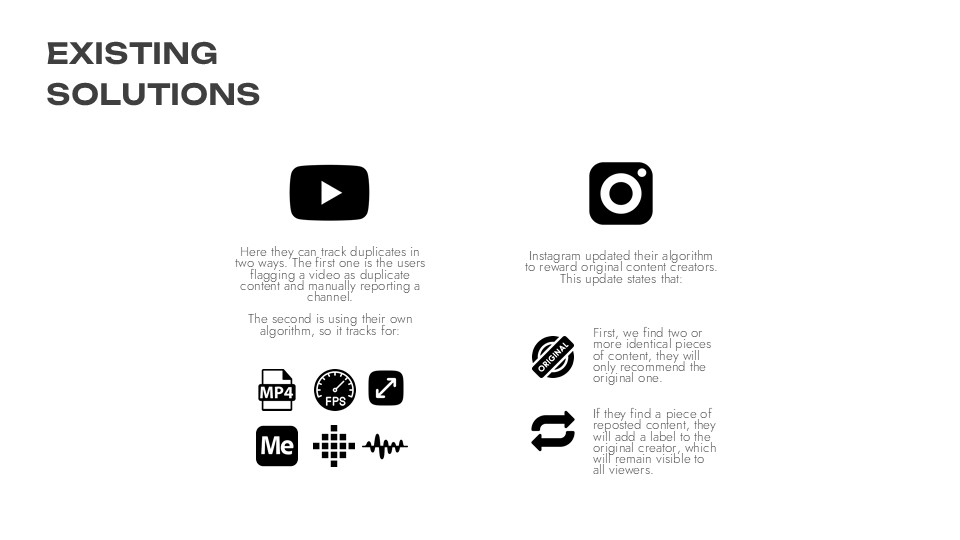 EXISTING
SOLUTIONS
Here they can track duplicates in
two ways. The first one is the users
flagging a video as duplicate
content and manually reporting a
channel.
The second is using their own
algorithm, so it tracks for:
MP4
FPS
Me
Instagram updated their algorithm
to reward original content creators.
This update states that:
ORIGINAL
First, we find two or
more identical pieces
of content, they will
only recommend the
original one.
If they find a piece of
reposted content, they
will add a label to the
original creator, which
will remain visible to
all viewers.